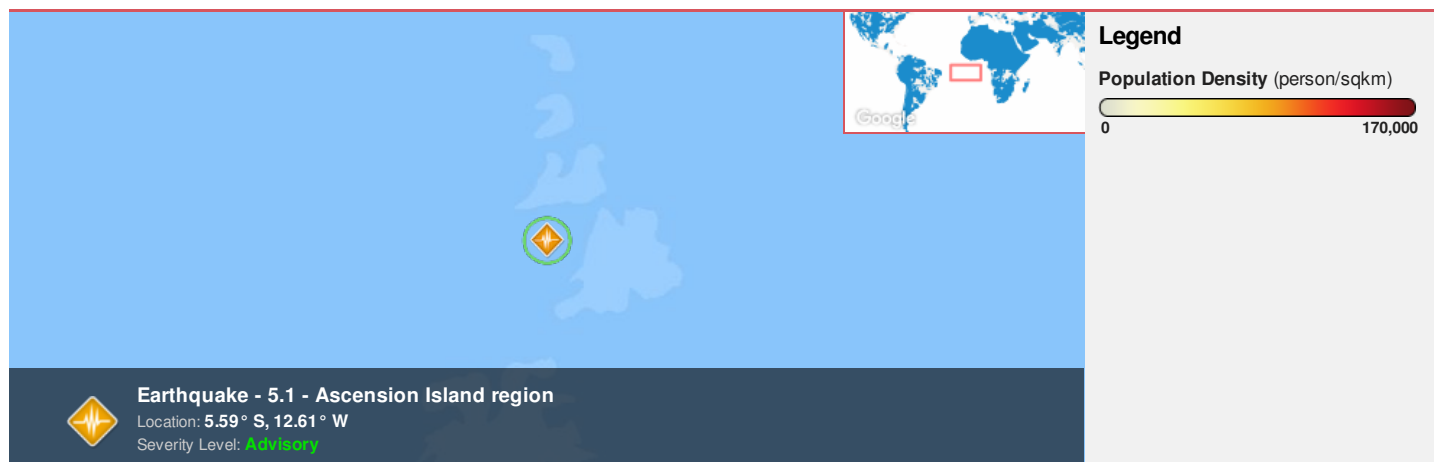 Google
Legend
Population Density (person/sqkm)
0 170,000
Earthquake - 5.1 - Ascension Island region
Location: 5.59° S, 12.61° W
Severity Level: Advisory